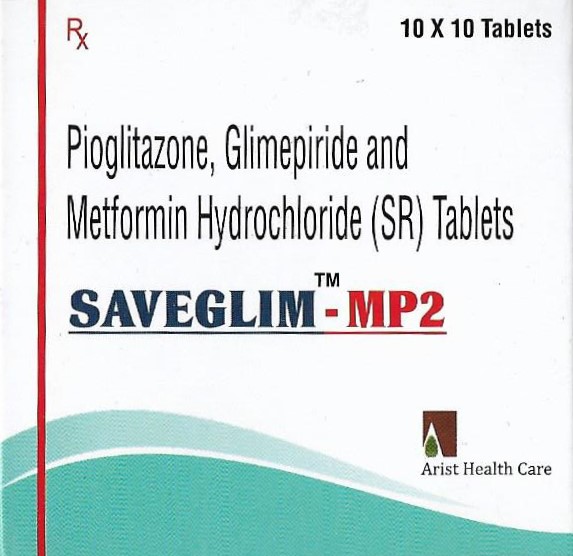 Rx
10 X 10 Tablets
Pioglitazone, Glimepiride and
Metformin Hydrochloride (SR) Tablets
SAVEGLIM™-MP2
Arist Health Care